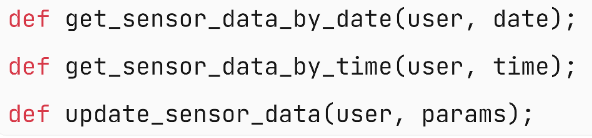 def get_sensor_data_by_date(user, date);
def get_sensor_data_by_time(user, time);
def update_sensor_data(user, params);